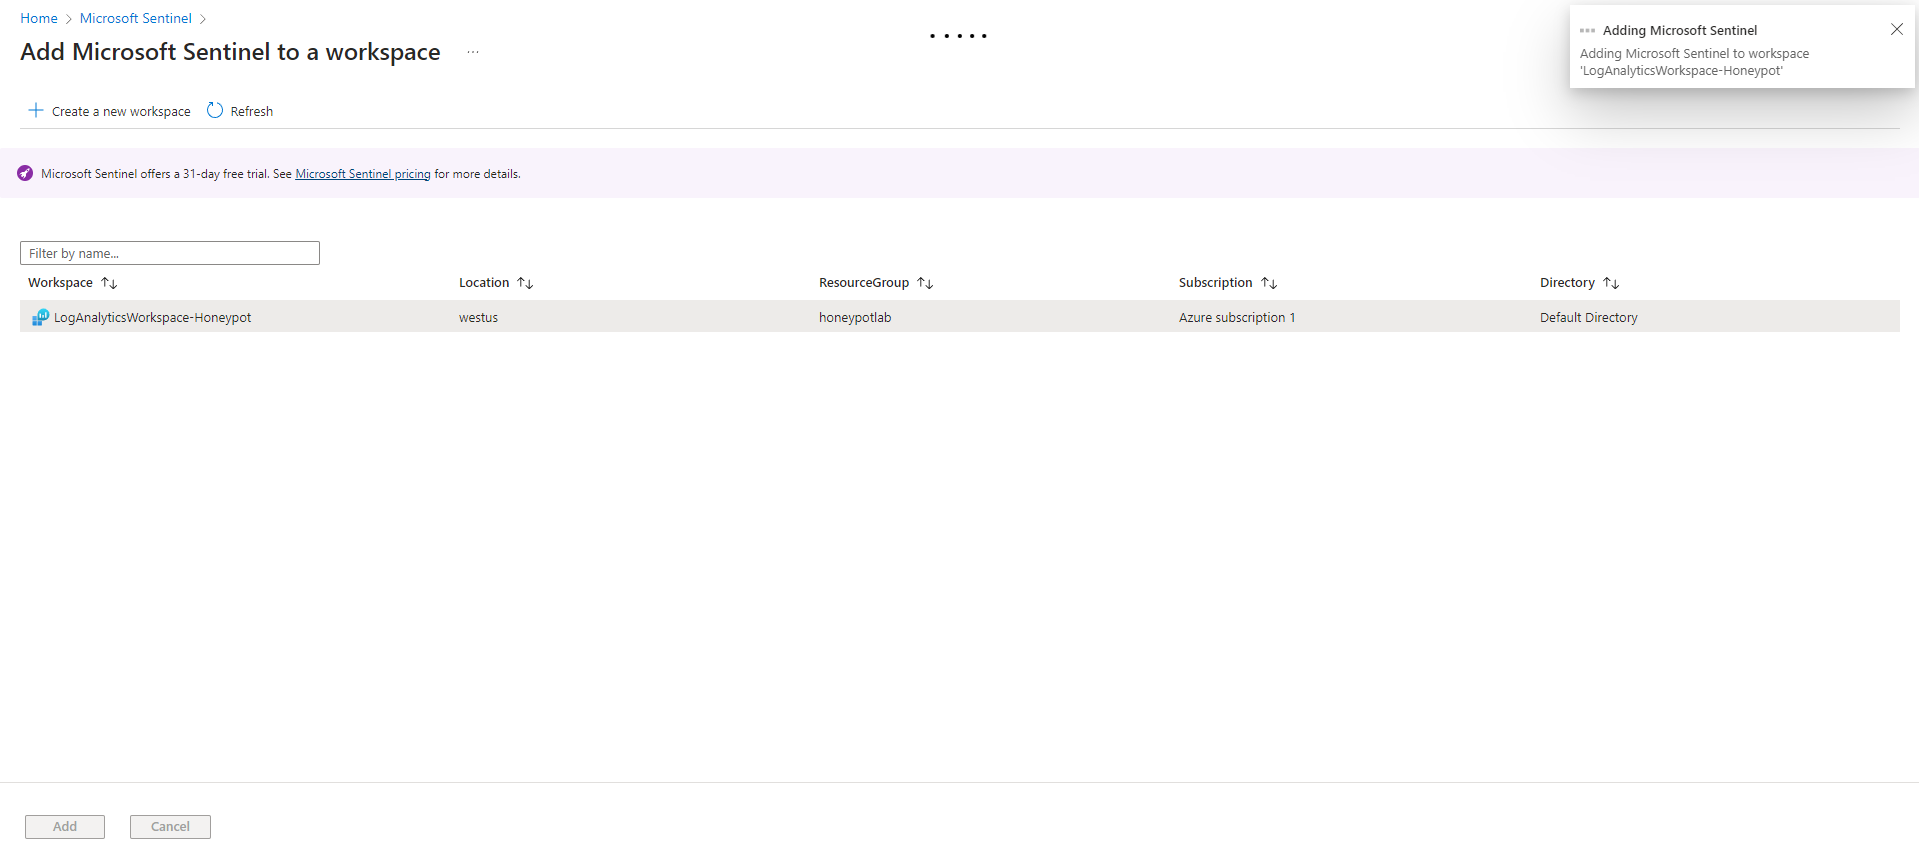 Home > Microsoft Sentinel >
Add Microsoft Sentinel to a workspace ...
Adding Microsoft Sentinel
Adding Microsoft Sentinel to workspace
'LogAnalyticsWorkspace-Honeypot'
Create a new workspace Refresh
Microsoft Sentinel offers a 31-day free trial. See Microsoft Sentinel pricing for more details.
Filter by name...
Workspace Location ResourceGroup Subscription Directory
LogAnalyticsWorkspace-Honeypot westus honeypotlab Azure subscription 1 Default Directory
Add Cancel